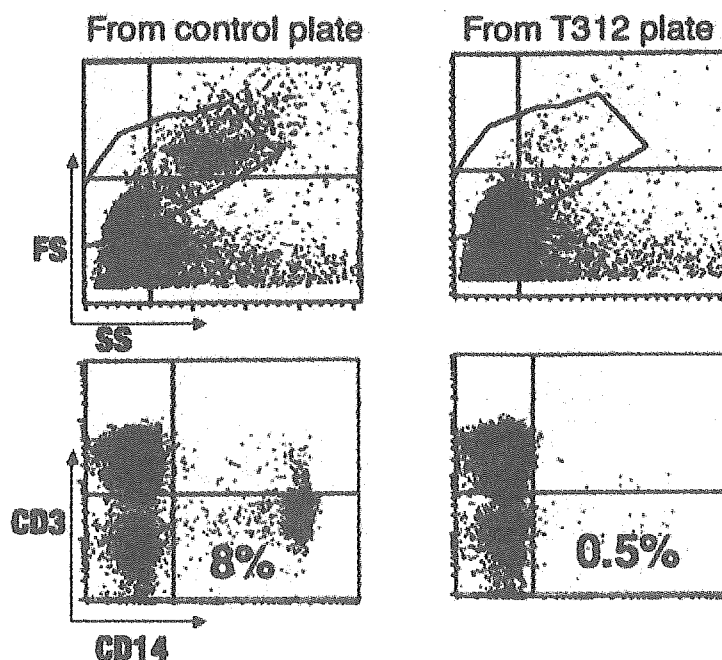 From control plate
From T312 plate
FS
SS
CD3
8%
0.5%
CD14